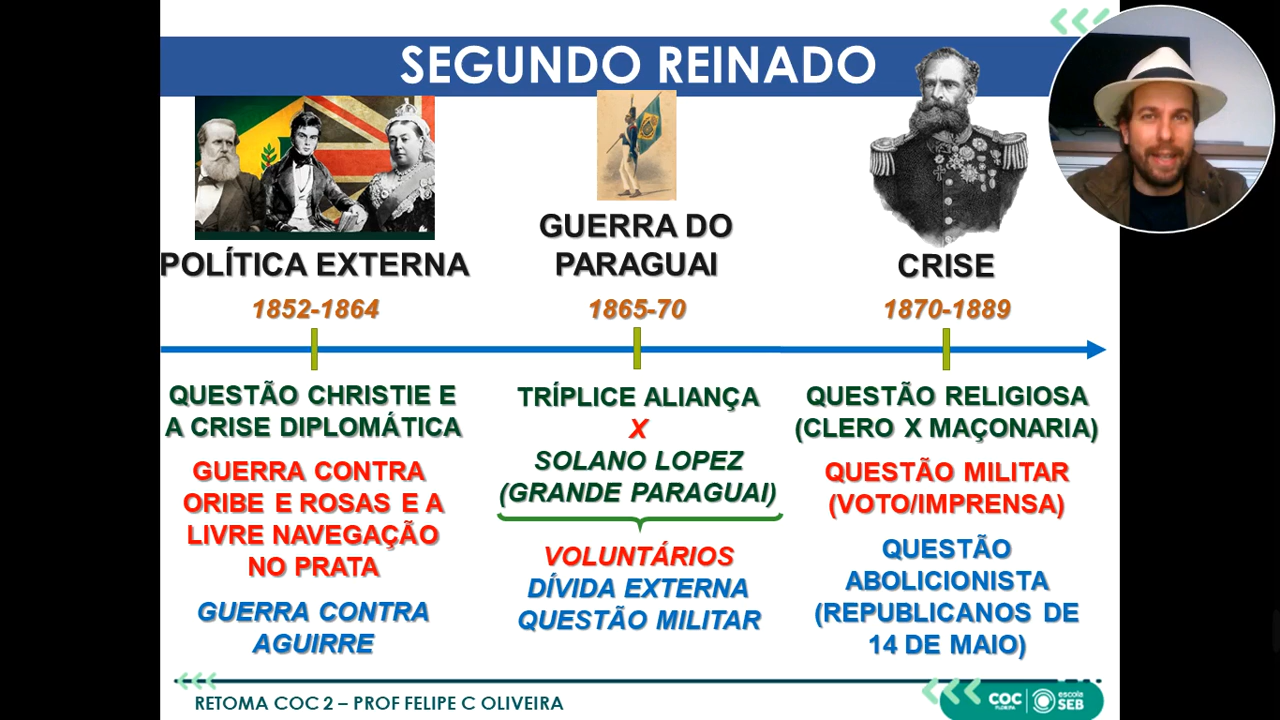 SEGUNDO REINADO
POLÍTICA EXTERNA
1852-1864
QUESTÃO CHRISTIE E
A CRISE DIPLOMÁTICA
GUERRA CONTRA
ORIBE E ROSAS E A
LIVRE NAVEGAÇÃO
NO PRATA
GUERRA CONTRA
AGUIRRE
GUERRA DO
PARAGUAI
1865-70
TRÍPLICE ALIANÇA
X
SOLANO LOPEZ
(GRANDE PARAGUAI)
VOLUNTÁRIOS
DÍVIDA EXTERNA
QUESTÃO MILITAR
CRISE
1870-1889
QUESTÃO RELIGIOSA
(CLERO X MAÇONARIA)
QUESTÃO MILITAR
(VOTO/IMPRENSA)
QUESTÃO
ABOLICIONISTA
(REPUBLICANOS DE
14 DE MAIO)
RETOMA COC 2 – PROF FELIPE C OLIVEIRA
COC
FLORIPA
escola
SEB